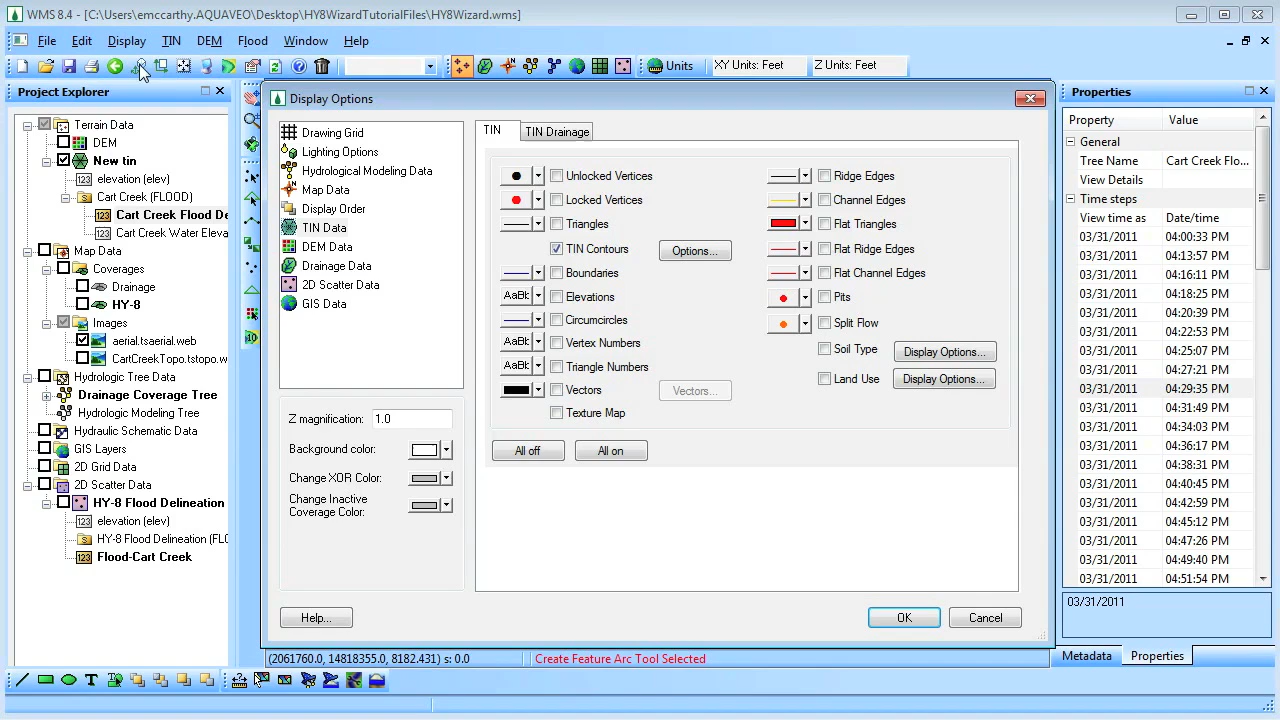 WMS 8.4 - [C:\Users\emccarthy.AQUAVEO\Desktop\HY8WizardTutorialFiles\HY8Wizard.wms]
File Edit Display TIN DEM Flood Window Help
Units XY Units: Feet Z Units: Feet
Project Explorer
Terrain Data
DEM
New tin
elevation (elev)
Cart Creek (FLOOD)
Cart Creek Flood De
Cart Creek Water Eleva
Map Data
Coverages
Drainage
HY-8
Images
aerial.tsaerial.web
CartCreekTopo.tstopo.w
Hydrologic Tree Data
Drainage Coverage Tree
Hydrologic Modeling Tree
Hydraulic Schematic Data
GIS Layers
2D Grid Data
2D Scatter Data
HY-8 Flood Delineation
elevation (elev)
HY-8 Flood Delineation (FLO
Flood-Cart Creek
Display Options
Drawing Grid
Lighting Options
Hydrological Modeling Data
Map Data
Display Order
TIN Data
DEM Data
Drainage Data
2D Scatter Data
GIS Data
Z magnification: 1.0
Background color:
Change XOR Color:
Change Inactive
Coverage Color:
TIN TIN Drainage
Unlocked Vertices
Locked Vertices
Triangles
TIN Contours Options...
Boundaries
AaBb Elevations
Circumcircles
AaBb Vertex Numbers
AaBb Triangle Numbers
Vectors Vectors...
Texture Map
Ridge Edges
Channel Edges
Flat Triangles
Flat Ridge Edges
Flat Channel Edges
Pits
Split Flow
Soil Type Display Options...
Land Use Display Options...
All off All on
Help... OK Cancel
(2061760.0, 14818355.0, 8182.431) s: 0.0 Create Feature Arc Tool Selected
Properties
Property Value
General
Tree Name Cart Creek Flo...
View Details
Time steps
View time as Date/time
03/31/2011 04:00:33 PM
03/31/2011 04:13:57 PM
03/31/2011 04:16:11 PM
03/31/2011 04:18:25 PM
03/31/2011 04:20:39 PM
03/31/2011 04:22:53 PM
03/31/2011 04:25:07 PM
03/31/2011 04:27:21 PM
03/31/2011 04:29:35 PM
03/31/2011 04:31:49 PM
03/31/2011 04:34:03 PM
03/31/2011 04:36:17 PM
03/31/2011 04:38:31 PM
03/31/2011 04:40:45 PM
03/31/2011 04:42:59 PM
03/31/2011 04:45:12 PM
03/31/2011 04:47:26 PM
03/31/2011 04:49:40 PM
03/31/2011 04:51:54 PM
03/31/2011
Metadata Properties